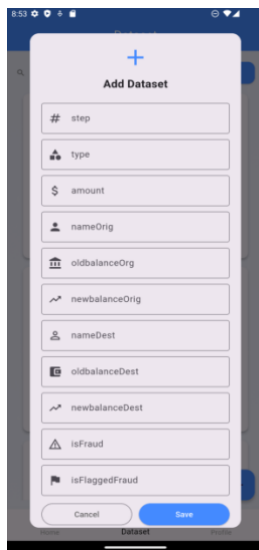 8:53
Add Dataset
# step
type
$ amount
nameOrig
oldbalanceOrg
newbalanceOrig
nameDest
oldbalanceDest
newbalanceDest
isFraud
isFlaggedFraud
Cancel Save
Home Dataset Profile